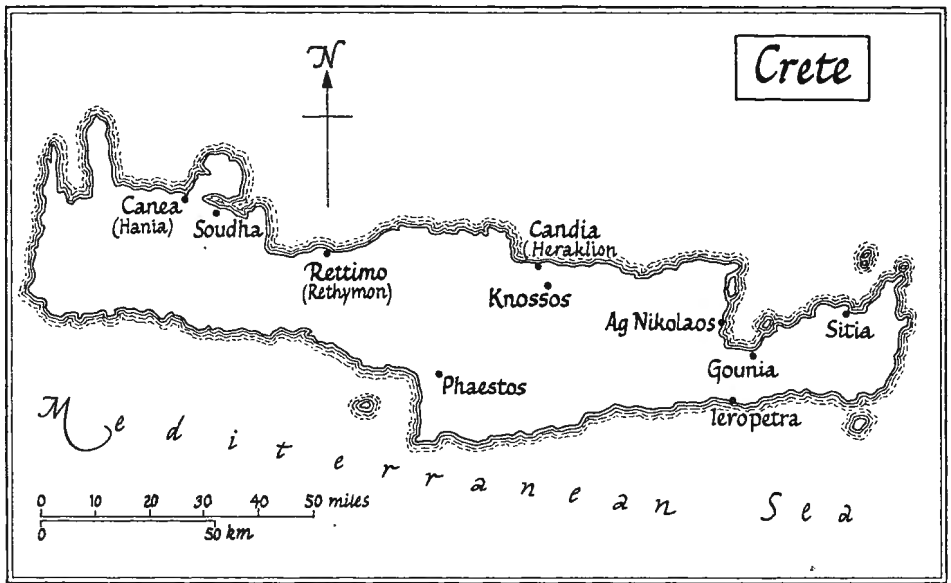 N
Crete
Canea
(Hania)
Soudha
Rettimo
(Rethymon)
Candia
(Heraklion
Knossos
Ag Nikolaos
Sitia
Gounia
Phaestos
Ieropetra
Mediterranean Sea
0 10 20 30 40 50 miles
0 50 km